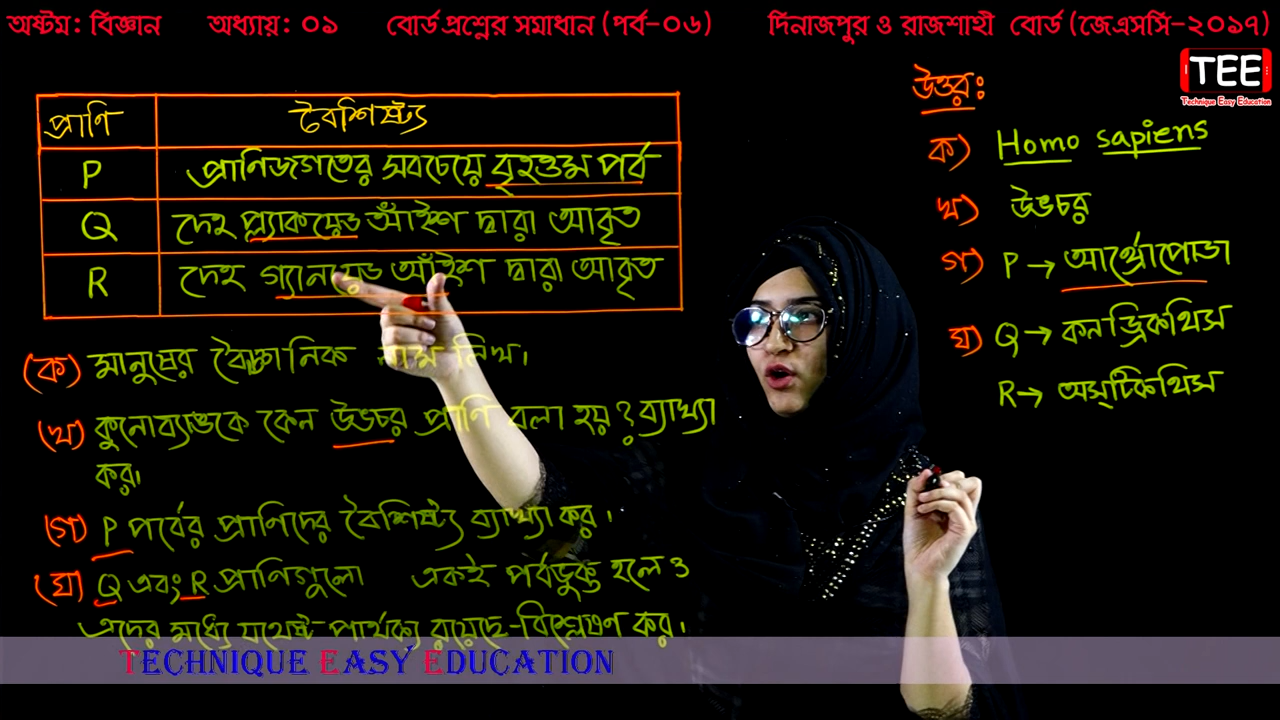 অষ্টম: বিজ্ঞান অধ্যায়: ০১ বোর্ড প্রশ্নের সমাধান (পর্ব-০৬) দিনাজপুর ও রাজশাহী বোর্ড (জেএসসি-২০১৭)
TEE
Technique Easy Education
প্রাণি বৈশিষ্ট্য
P প্রাণিজগতের সবচেয়ে বৃহত্তম পর্ব
Q দেহ প্ল্যাকয়েড আঁইশ দ্বারা আবৃত
R দেহ গ্যানয়েড আঁইশ দ্বারা আবৃত
(ক) মানুষের বৈজ্ঞানিক নাম লিখ।
(খ) কুনোব্যাঙকে কেন উভচর প্রাণি বলা হয়? ব্যাখ্যা
কর।
(গ) P পর্বের প্রাণিদের বৈশিষ্ট্য ব্যাখ্যা কর।
(ঘ) Q এবং R প্রাণিগুলো একই পর্বভুক্ত হলেও
এদের মধ্যে যথেষ্ট পার্থক্য রয়েছে-বিশ্লেষণ কর।
উত্তর:
ক) Homo sapiens
খ) উভচর
গ) P → আর্থ্রোপোডা
ঘ) Q → কনড্রিকথিস
R → অস্টিকথিস
TECHNIQUE EASY EDUCATION